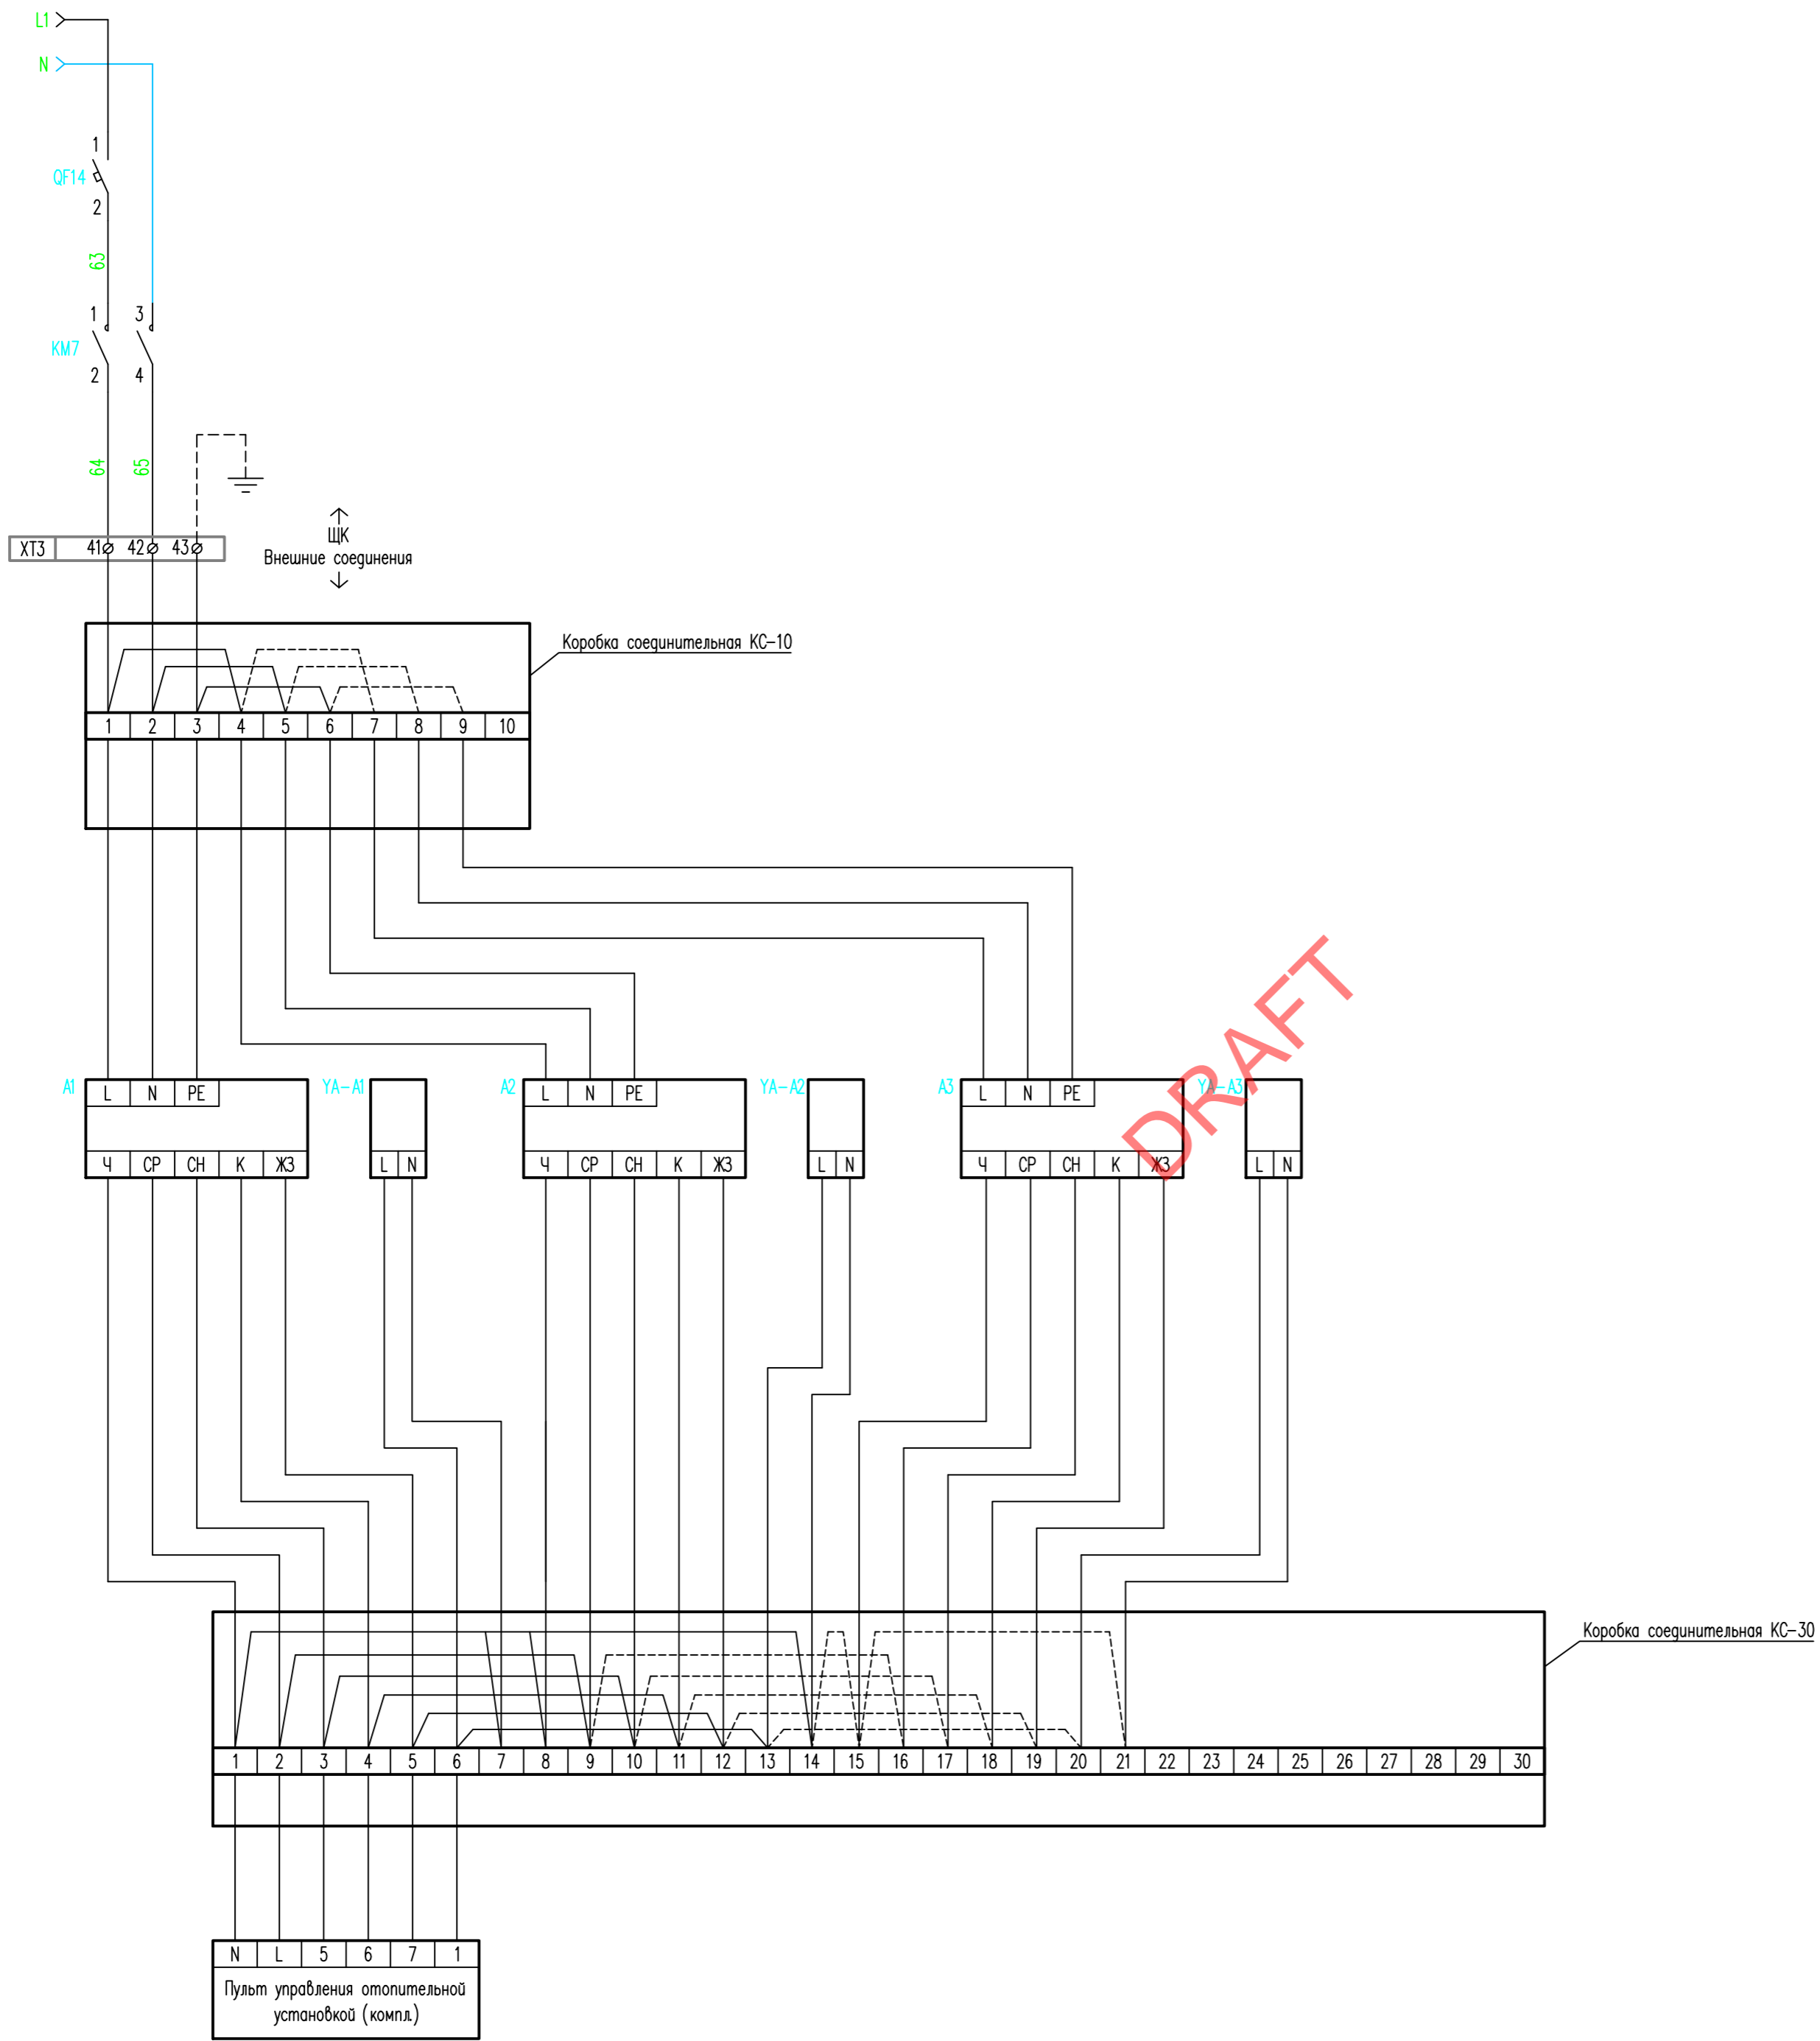 L1
N
1
QF14
2
63
1 3
KM7
2 4
64 65
XT3 41 42 43
ЩК
Внешние соединения
Коробка соединительная КС-10
1 2 3 4 5 6 7 8 9 10
A1 L N PE YA-A1 A2 L N PE YA-A2 A3 L N PE YA-A3
Ч СР СН К ЖЗ L N Ч СР СН К ЖЗ L N Ч СР СН К ЖЗ L N
DRAFT
Коробка соединительная КС-30
1 2 3 4 5 6 7 8 9 10 11 12 13 14 15 16 17 18 19 20 21 22 23 24 25 26 27 28 29 30
N L 5 6 7 1
Пульт управления отопительной
установкой (компл.)